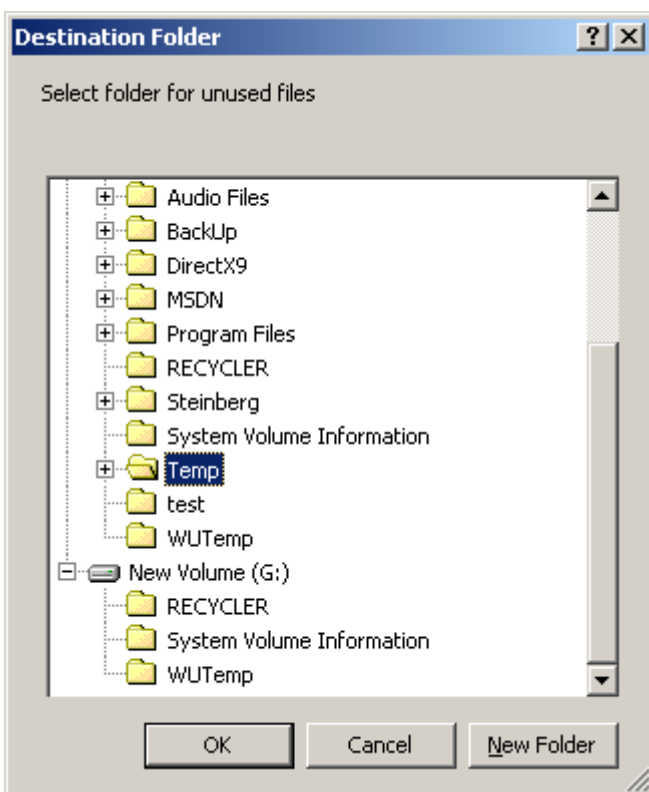 Destination Folder
Select folder for unused files
Audio Files
BackUp
DirectX9
MSDN
Program Files
RECYCLER
Steinberg
System Volume Information
Temp
test
WUTemp
New Volume (G:)
RECYCLER
System Volume Information
WUTemp
OK Cancel New Folder